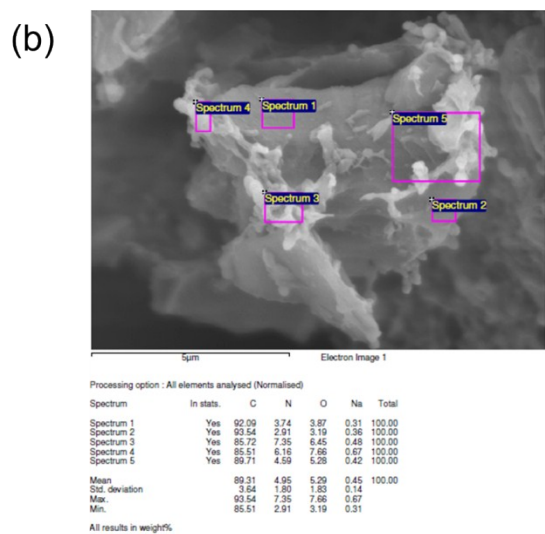 (b)
Spectrum 4
Spectrum 1
Spectrum 5
Spectrum 3
Spectrum 2
5µm Electron Image 1
Processing option : All elements analysed (Normalised)
Spectrum In stats. C N O Na Total
Spectrum 1 Yes 92.09 3.74 3.87 0.31 100.00
Spectrum 2 Yes 93.54 2.91 3.19 0.36 100.00
Spectrum 3 Yes 85.72 7.35 6.45 0.48 100.00
Spectrum 4 Yes 85.51 6.16 7.66 0.67 100.00
Spectrum 5 Yes 89.71 4.59 5.28 0.42 100.00
Mean 89.31 4.95 5.29 0.45 100.00
Std. deviation 3.64 1.80 1.83 0.14
Max. 93.54 7.35 7.66 0.67
Min. 85.51 2.91 3.19 0.31
All results in weight%